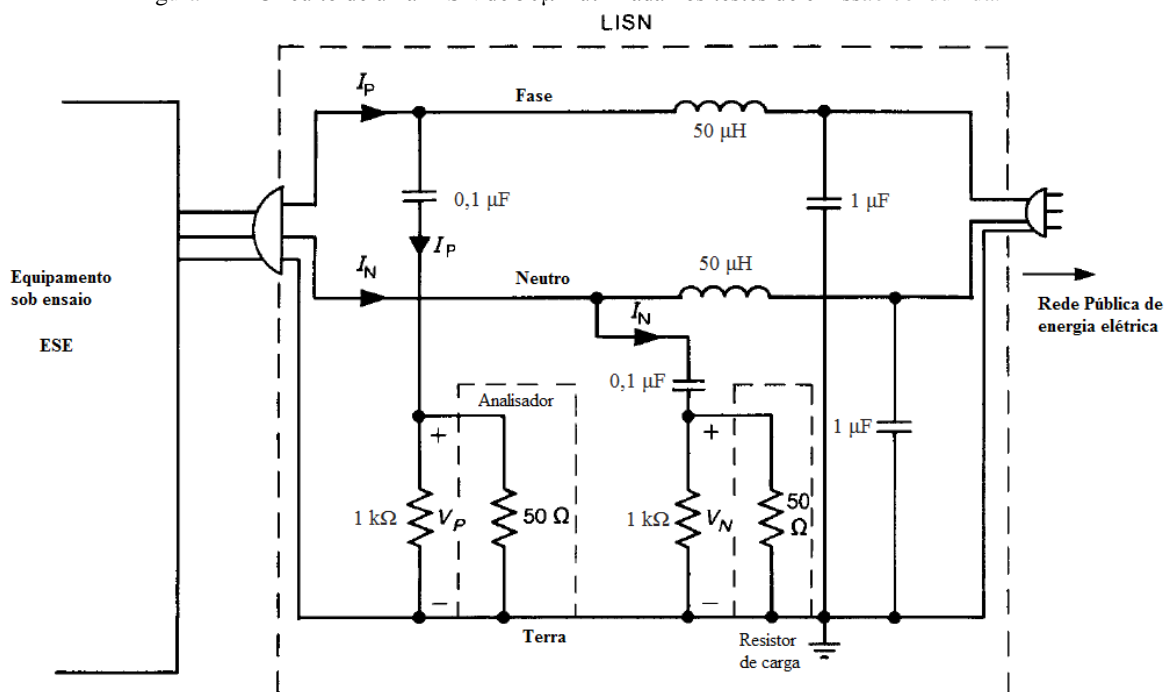 LISN
I_P
Fase
50 μH
0,1 μF
1 μF
I_P
I_N
Neutro
50 μH
Equipamento
sob ensaio
ESE
I_N
Rede Pública de
energia elétrica
0,1 μF
Analisador
1 μF
+
+
1 kΩ
V_P
50 Ω
1 kΩ
V_N
50
Ω
−
−
Terra
Resistor
de carga